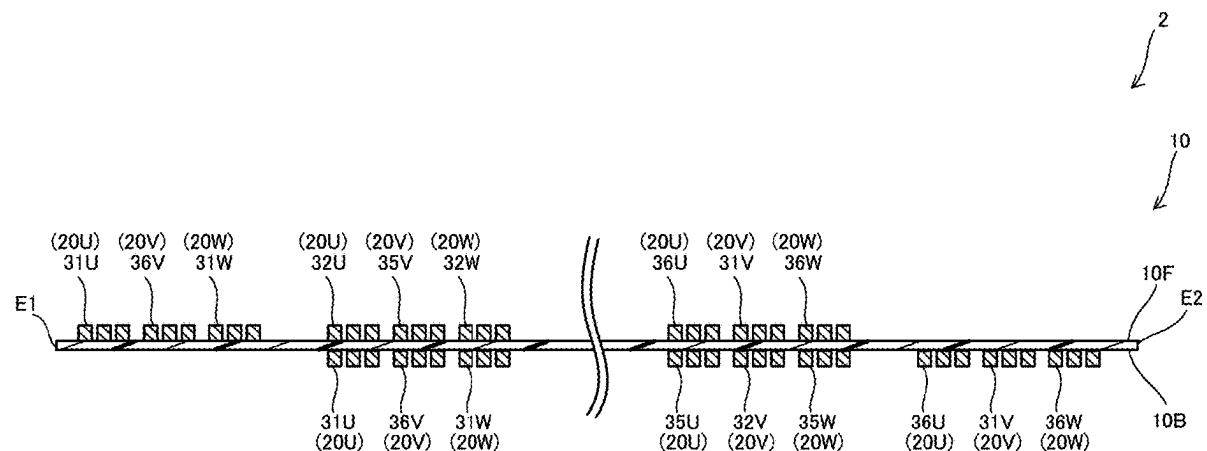 2
10
(20U) (20V) (20W) (20U) (20V) (20W) (20U) (20V) (20W)
31U 36V 31W 32U 35V 32W 36U 31V 36W
10F
E1 E2
31U 36V 31W 35U 32V 35W 36U 31V 36W 10B
(20U) (20V) (20W) (20U) (20V) (20W) (20U) (20V) (20W)